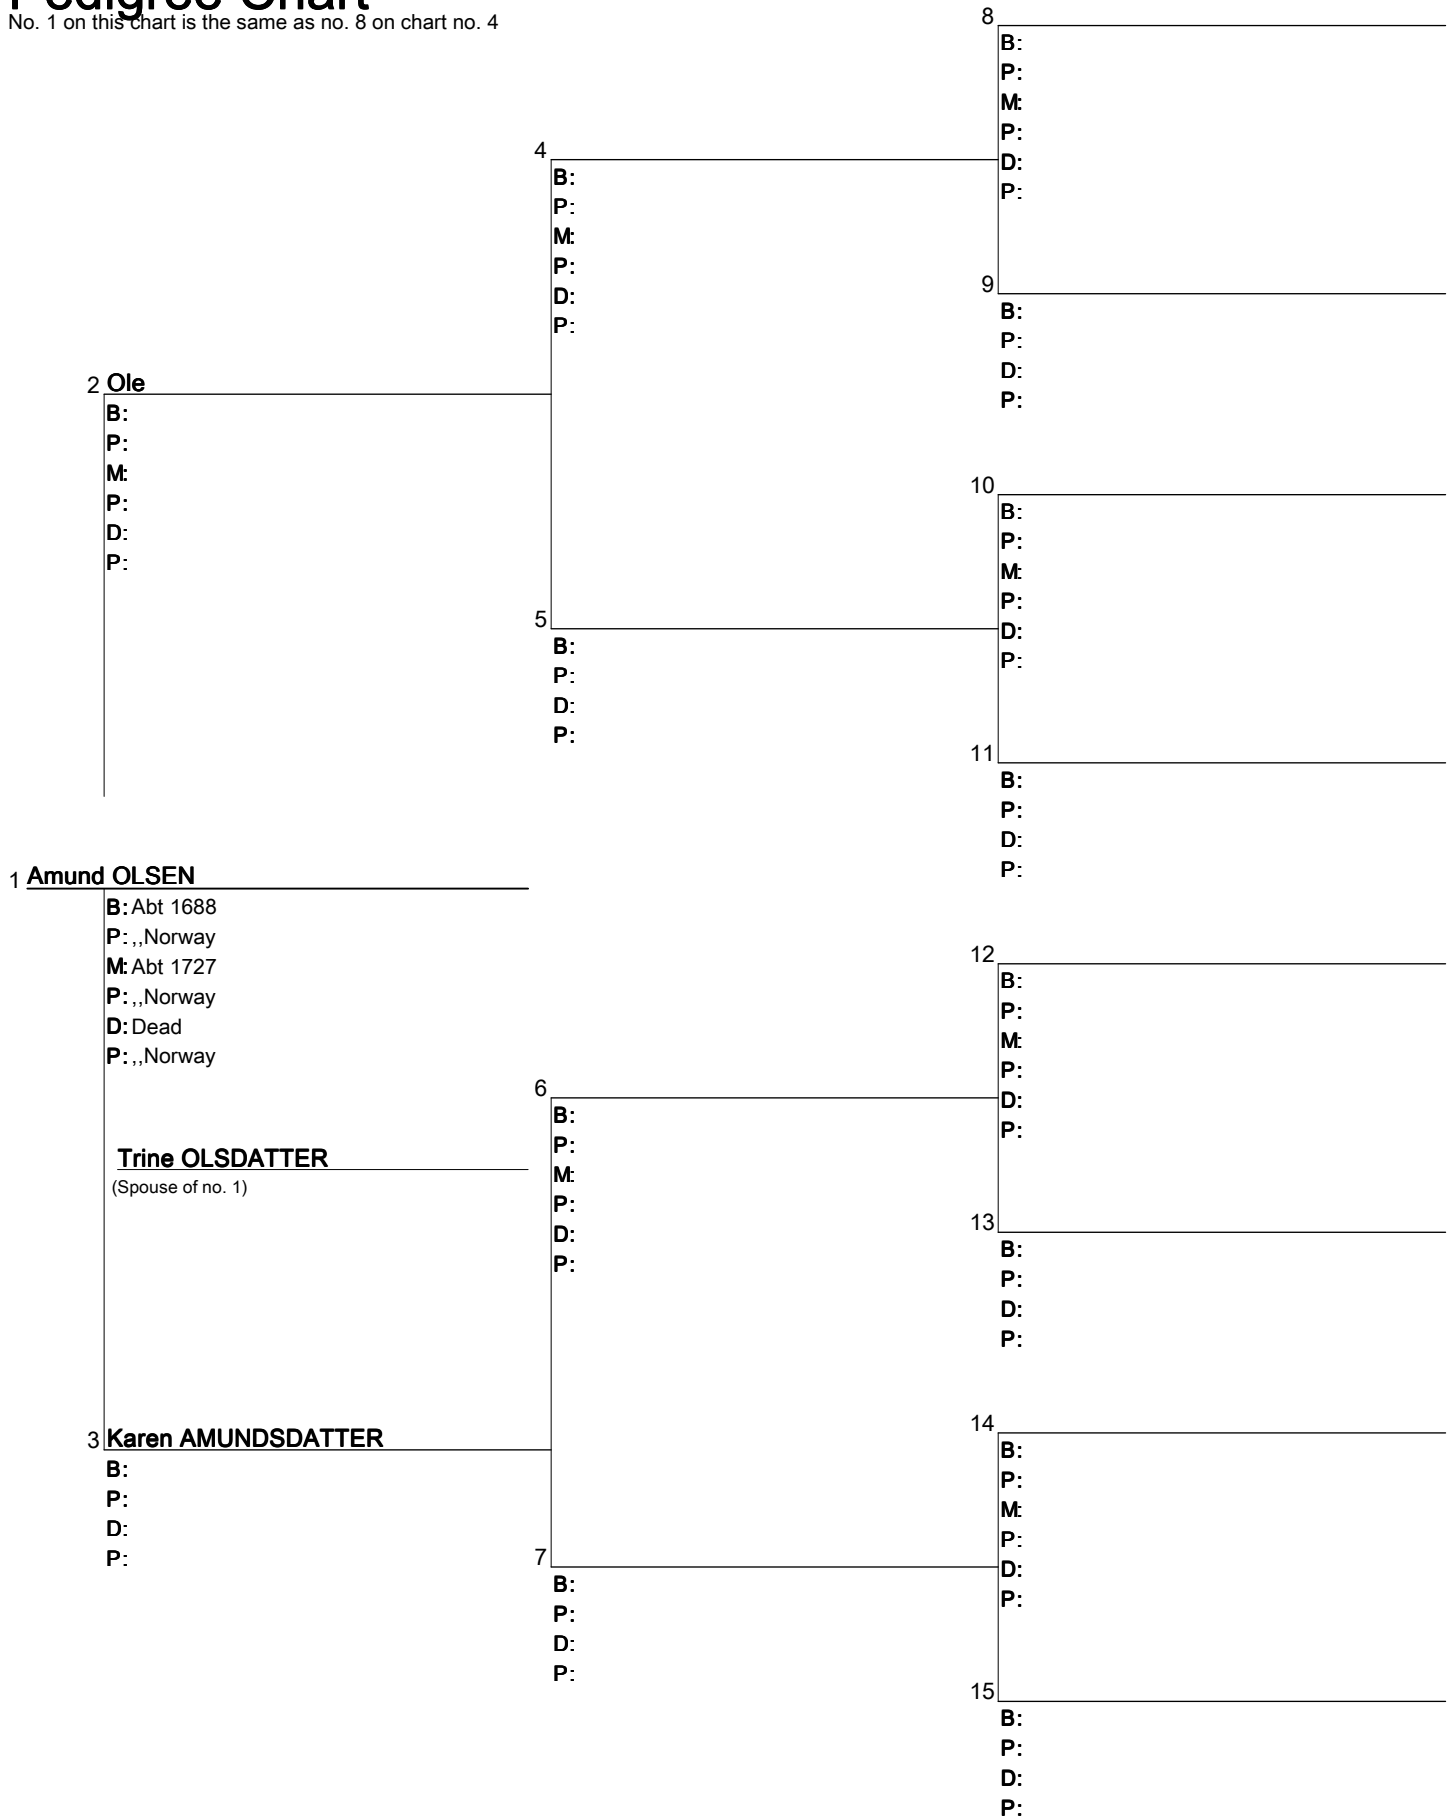 Pedigree Chart
No. 1 on this chart is the same as no. 8 on chart no. 4
8
B:
P:
M:
P:
D:
P:
4
B:
P:
M:
P:
D:
P:
9
B:
P:
D:
P:
2 Ole
B:
P:
M:
P:
D:
P:
10
B:
P:
M:
P:
D:
P:
5
B:
P:
D:
P:
11
B:
P:
D:
P:
1 Amund OLSEN
B: Abt 1688
P: ,,Norway
M: Abt 1727
P: ,,Norway
D: Dead
P: ,,Norway
12
B:
P:
M:
P:
D:
P:
6
B:
P:
M:
P:
D:
P:
Trine OLSDATTER
(Spouse of no. 1)
13
B:
P:
D:
P:
3 Karen AMUNDSDATTER
B:
P:
D:
P:
14
B:
P:
M:
P:
D:
P:
7
B:
P:
D:
P:
15
B:
P:
D:
P: